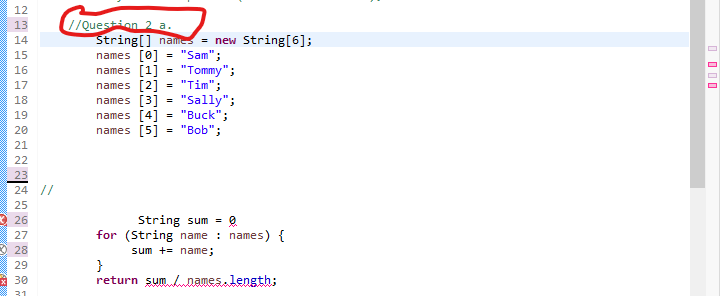 12
13 //Question 2 a.
14 String[] names = new String[6];
15 names [0] = "Sam";
16 names [1] = "Tommy";
17 names [2] = "Tim";
18 names [3] = "Sally";
19 names [4] = "Buck";
20 names [5] = "Bob";
21
22
23
24 //
25
26 String sum = 0
27 for (String name : names) {
28 sum += name;
29 }
30 return sum / names.length;
31